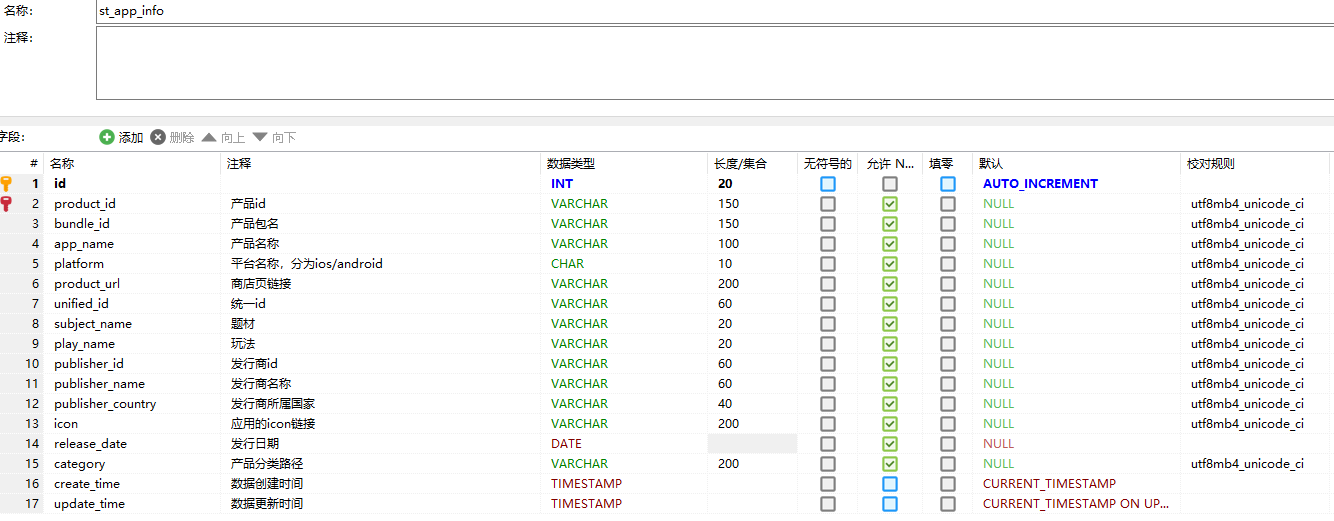 名称: st_app_info
注释:
字段: 添加 删除 向上 向下
# 名称 注释 数据类型 长度/集合 无符号的 允许 N... 填零 默认 校对规则
1 id INT 20 AUTO_INCREMENT
2 product_id 产品id VARCHAR 150 NULL utf8mb4_unicode_ci
3 bundle_id 产品包名 VARCHAR 150 NULL utf8mb4_unicode_ci
4 app_name 产品名称 VARCHAR 100 NULL utf8mb4_unicode_ci
5 platform 平台名称，分为ios/android CHAR 10 NULL utf8mb4_unicode_ci
6 product_url 商店页链接 VARCHAR 200 NULL utf8mb4_unicode_ci
7 unified_id 统一id VARCHAR 60 NULL utf8mb4_unicode_ci
8 subject_name 题材 VARCHAR 20 NULL utf8mb4_unicode_ci
9 play_name 玩法 VARCHAR 20 NULL utf8mb4_unicode_ci
10 publisher_id 发行商id VARCHAR 60 NULL utf8mb4_unicode_ci
11 publisher_name 发行商名称 VARCHAR 60 NULL utf8mb4_unicode_ci
12 publisher_country 发行商所属国家 VARCHAR 40 NULL utf8mb4_unicode_ci
13 icon 应用的icon链接 VARCHAR 200 NULL utf8mb4_unicode_ci
14 release_date 发行日期 DATE NULL
15 category 产品分类路径 VARCHAR 200 NULL utf8mb4_unicode_ci
16 create_time 数据创建时间 TIMESTAMP CURRENT_TIMESTAMP
17 update_time 数据更新时间 TIMESTAMP CURRENT_TIMESTAMP ON UP...